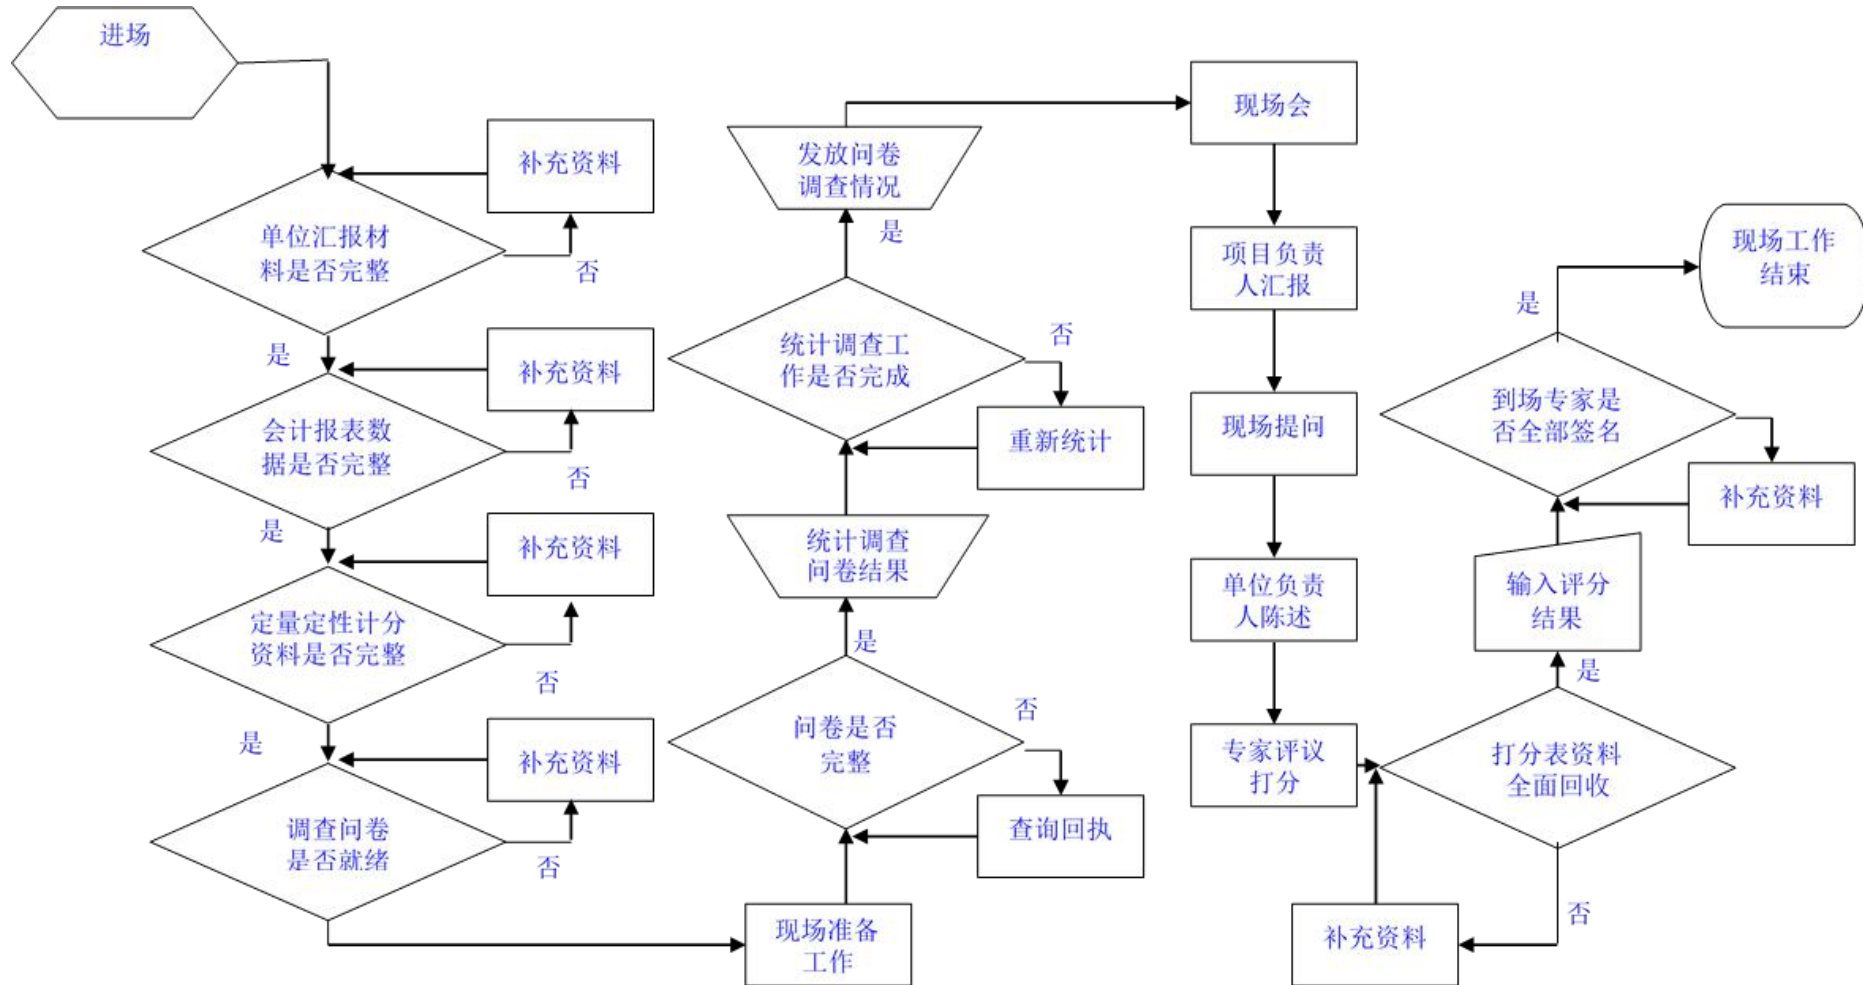 进场
补充资料
单位汇报材
料是否完整
否
是
补充资料
会计报表数
据是否完整
否
是
补充资料
定量定性计分
资料是否完整
否
是
补充资料
调查问卷
是否就绪
否
现场准备
工作
问卷是否
完整
否
查询回执
是
统计调查
问卷结果
统计调查工
作是否完成
否
重新统计
是
发放问卷
调查情况
现场会
项目负责
人汇报
现场提问
单位负责
人陈述
专家评议
打分
打分表资料
全面回收
否
补充资料
是
输入评分
结果
到场专家是
否全部签名
补充资料
是
现场工作
结束